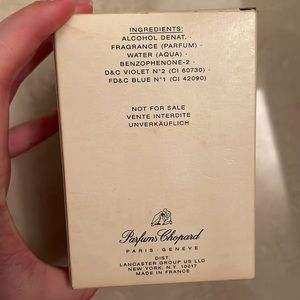 INGREDIENTS:
ALCOHOL DENAT.
FRAGRANCE (PARFUM) ·
WATER (AQUA) ·
BENZOPHENONE-2 ·
D&C VIOLET N°2 (CI 60730) ·
FD&C BLUE N°1 (CI 42090)
NOT FOR SALE
VENTE INTERDITE
UNVERKÄUFLICH
Parfums Chopard
PARIS · GENEVE
DIST.
LANCASTER GROUP US LLC
NEW YORK, N.Y. 10017
MADE IN FRANCE